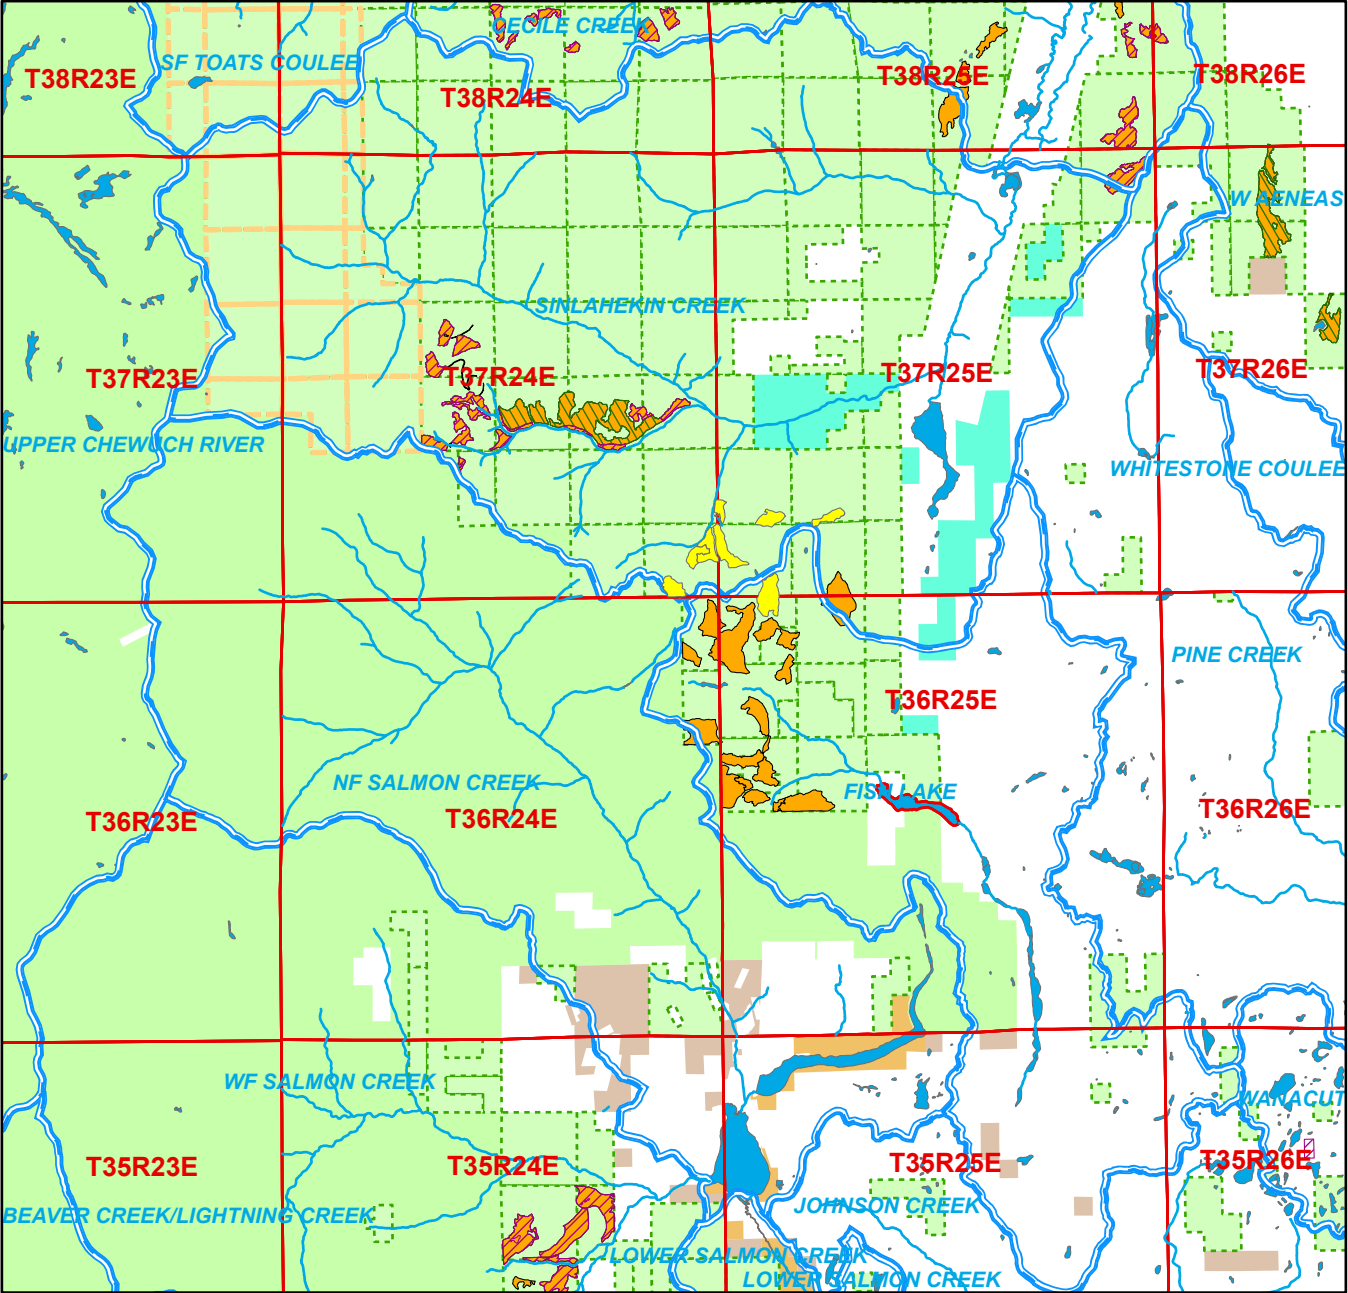 CECILE CREEK
SF TOATS COULEE
T38R23E
T38R24E
T38R25E
T38R26E
W AENEAS
SINLAHEKIN CREEK
T37R23E
T37R24E
T37R25E
T37R26E
UPPER CHEWUCH RIVER
WHITESTONE COULEE
PINE CREEK
T36R25E
NF SALMON CREEK
FISH LAKE
T36R23E
T36R24E
T36R26E
WF SALMON CREEK
WANACUT
T35R23E
T35R24E
T35R25E
T35R26E
BEAVER CREEK/LIGHTNING CREEK
JOHNSON CREEK
LOWER SALMON CREEK
LOWER SALMON CREEK